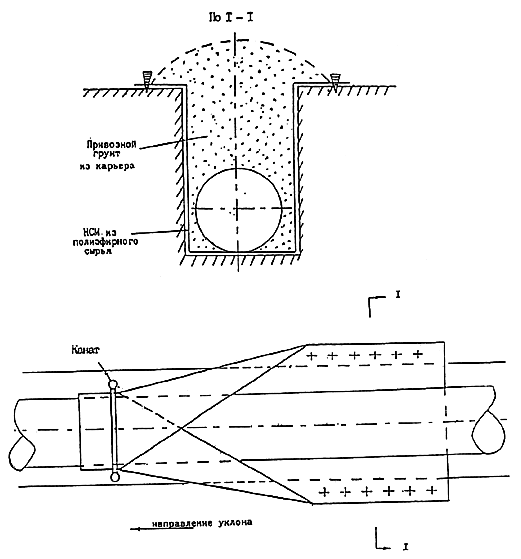 По I – I
Привозной
грунт
из карьера
НСМ из
полиэфирного
сырья
I
Канат
направление уклона
I